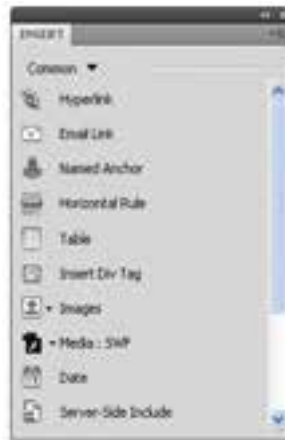 INSERT
Common
Hyperlink
Email Link
Named Anchor
Horizontal Rule
Table
Insert Div Tag
Images
Media : SWF
Date
Server-Side Include